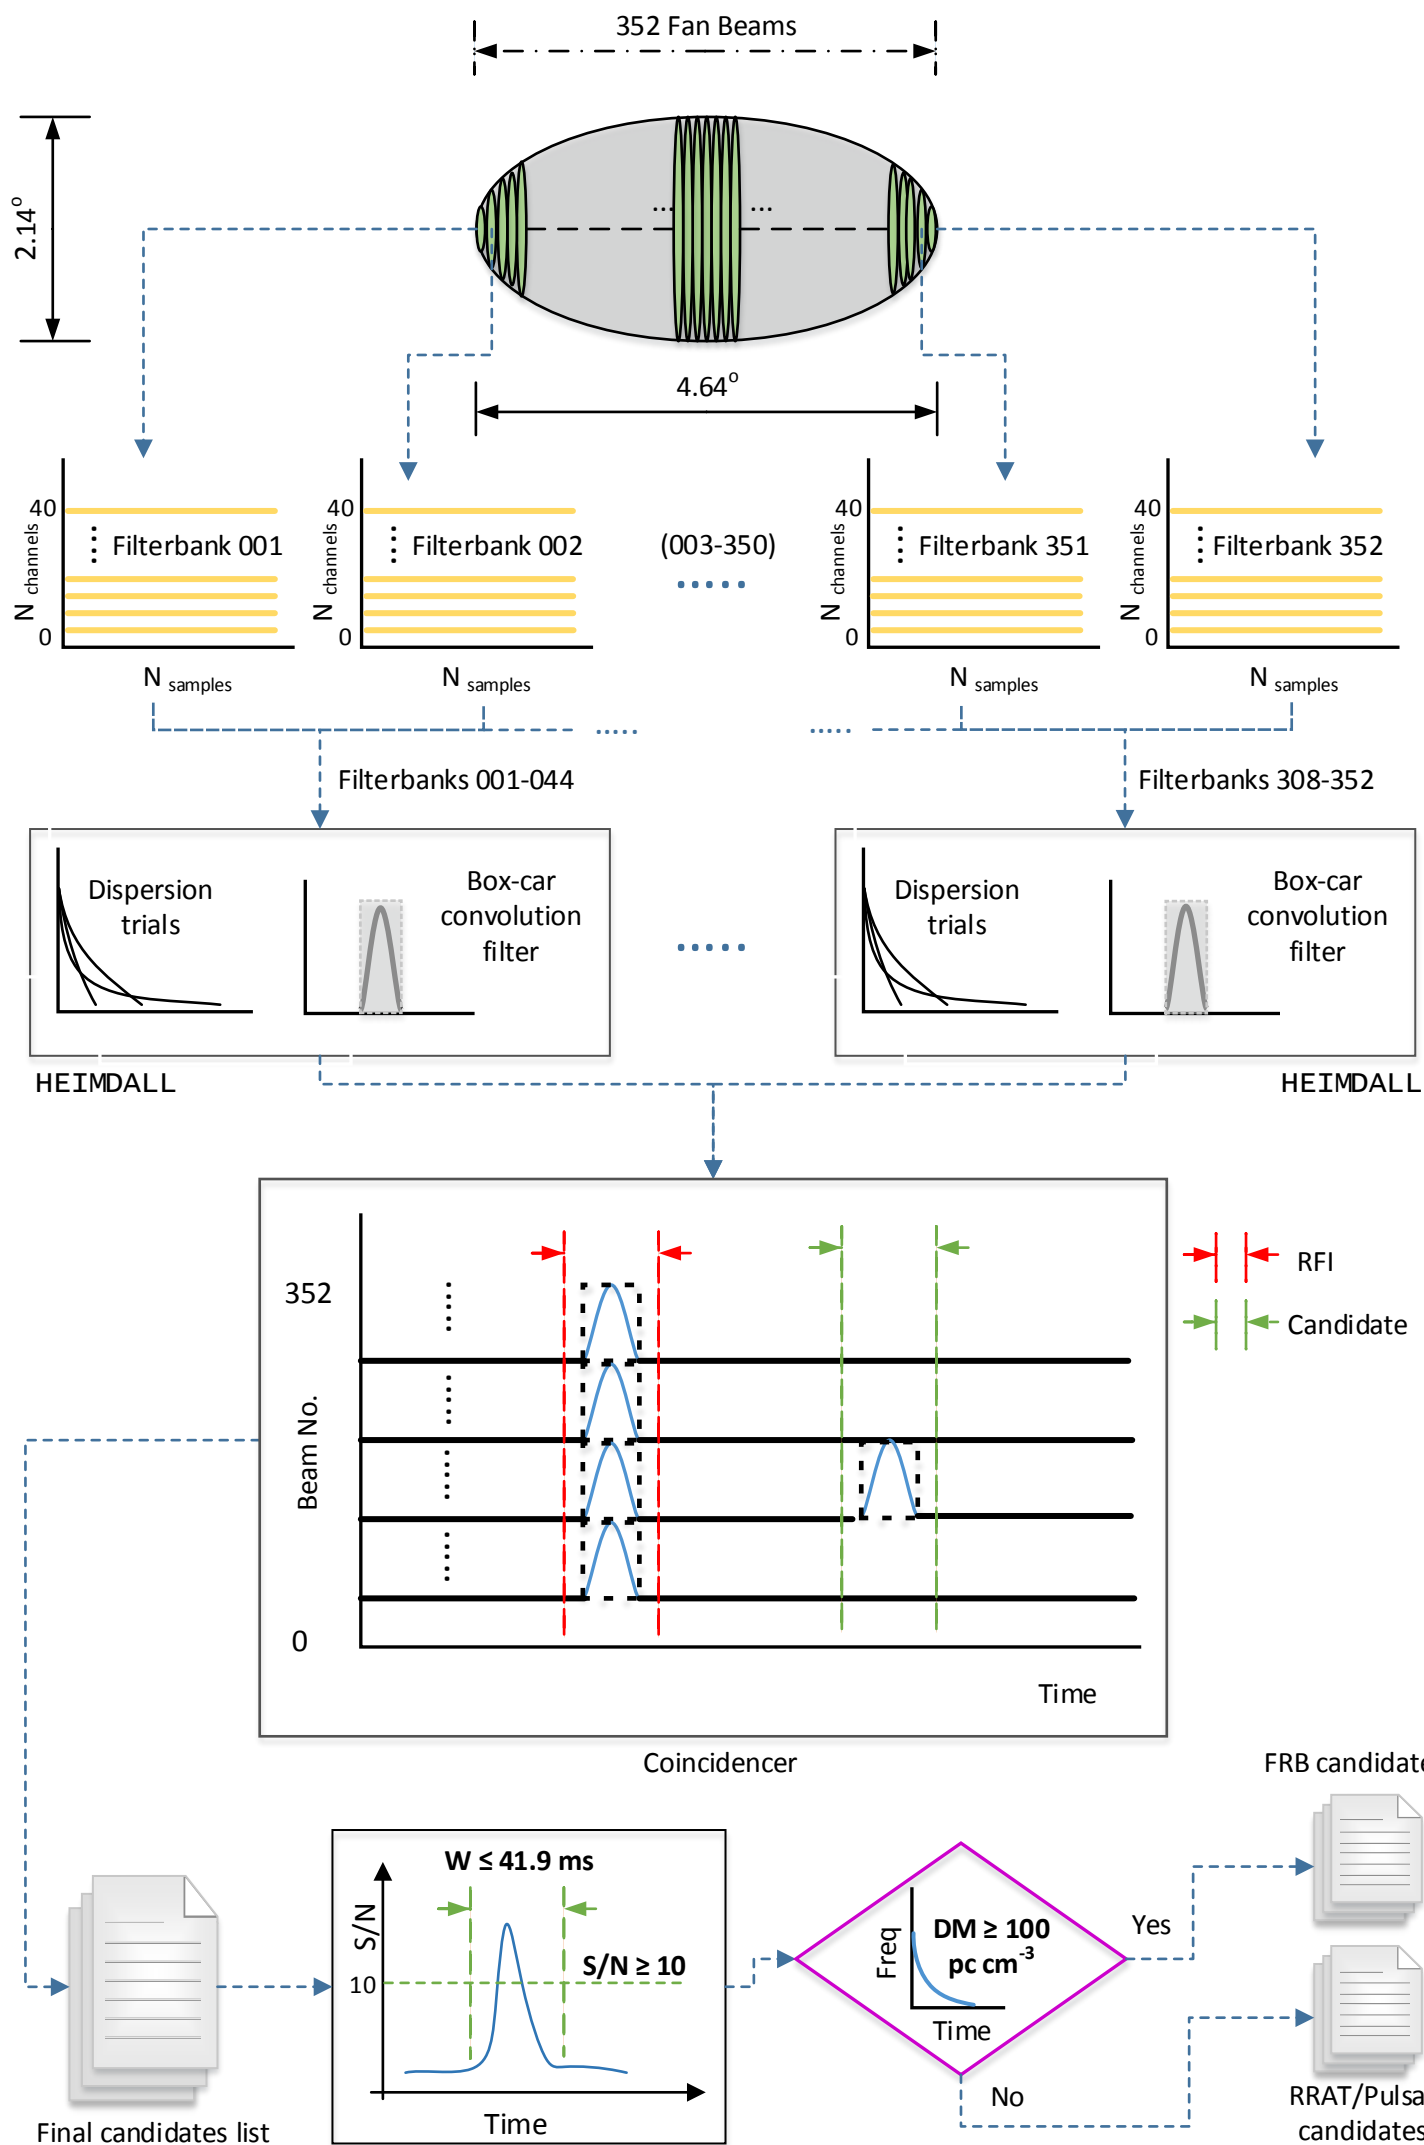 352 Fan Beams
2.14°
4.64°
40
N channels
0
Filterbank 001
N samples
40
N channels
0
Filterbank 002
N samples
(003-350)
40
N channels
0
Filterbank 351
N samples
40
N channels
0
Filterbank 352
N samples
Filterbanks 001-044
Filterbanks 308-352
Dispersion
trials
Box-car
convolution
filter
Dispersion
trials
Box-car
convolution
filter
HEIMDALL
HEIMDALL
352
Beam No.
0
Time
RFI
Candidate
Coincidencer
Final candidates list
W ≤ 41.9 ms
S/N
10
S/N ≥ 10
Time
Freq
DM ≥ 100
pc cm⁻³
Time
Yes
No
FRB candidate
RRAT/Pulsa
candidates